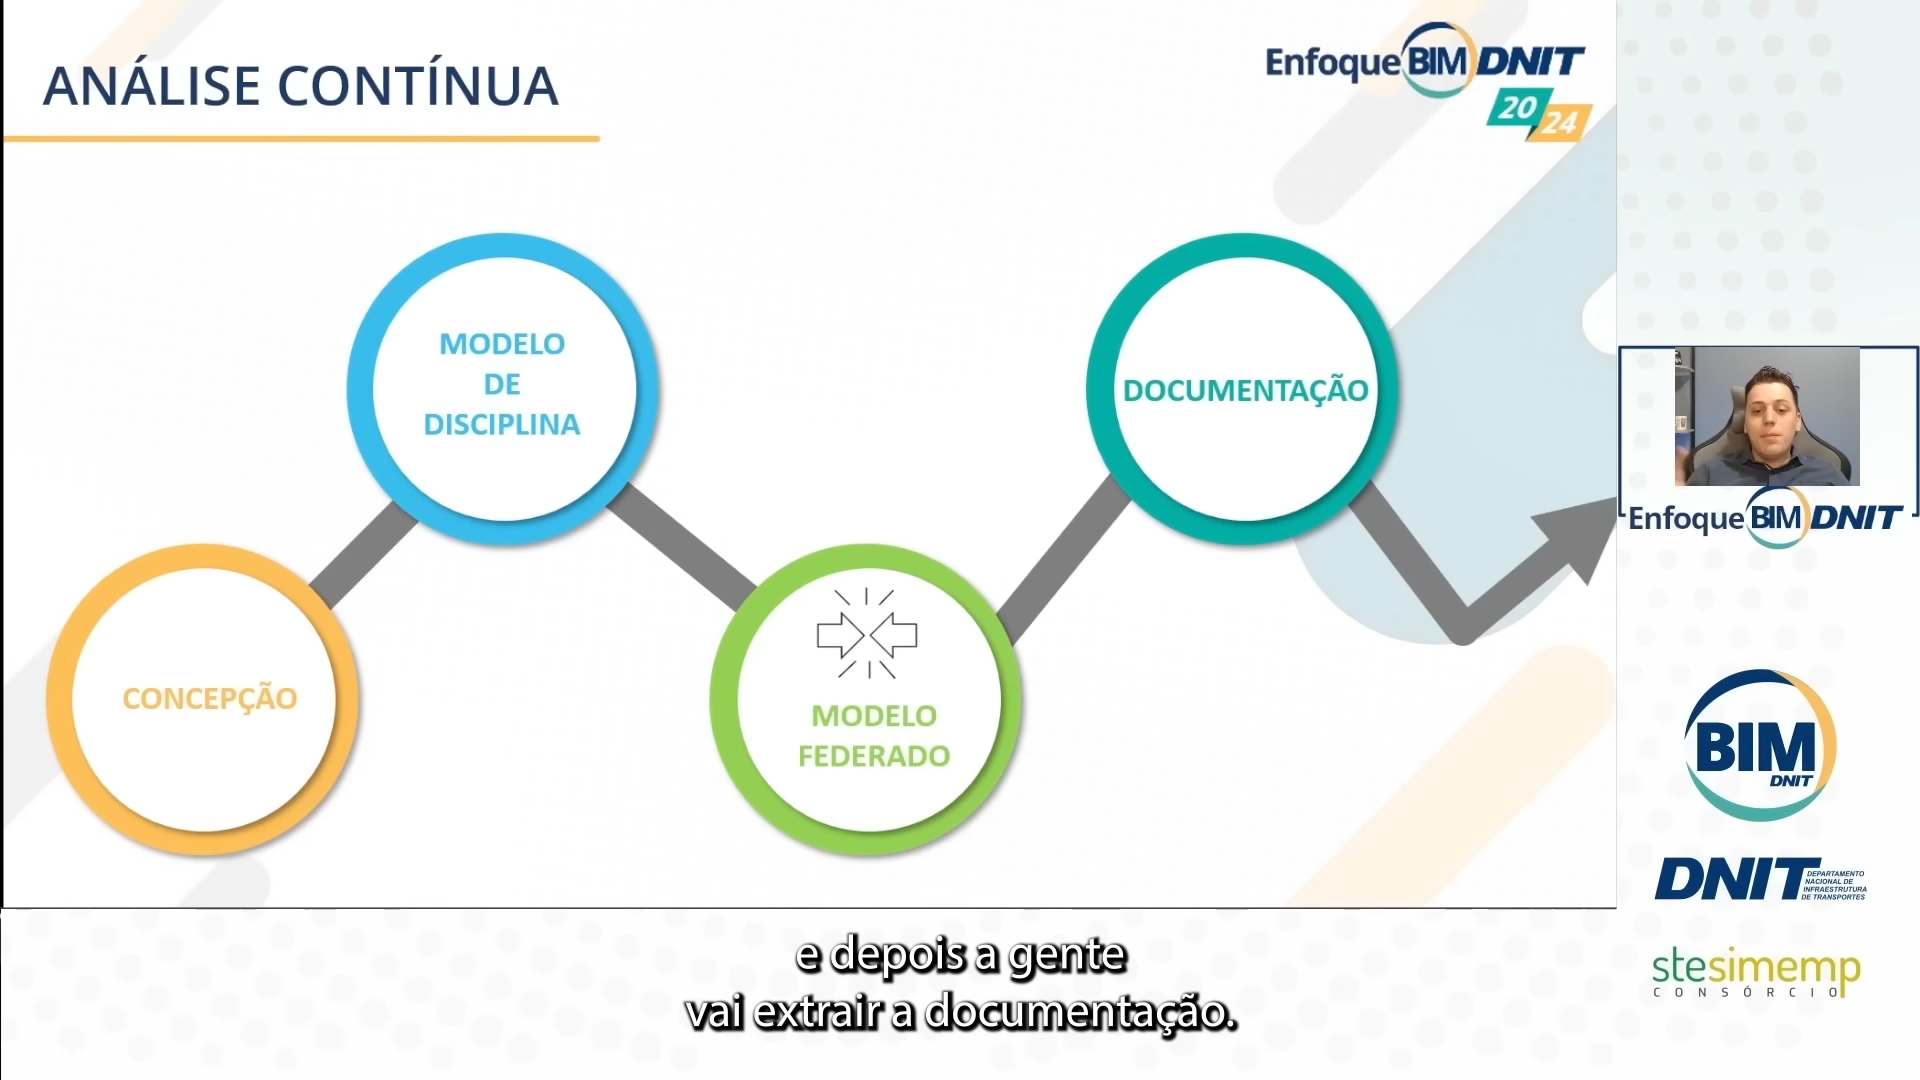 ANÁLISE CONTÍNUA
Enfoque BIM DNIT
20
24
MODELO
DE
DISCIPLINA
DOCUMENTAÇÃO
CONCEPÇÃO
MODELO
FEDERADO
Enfoque BIM DNIT
BIM
DNIT
DNIT
DEPARTAMENTO
NACIONAL DE
INFRAESTRUTURA
DE TRANSPORTES
stesimemp
CONSÓRCIO
e depois a gente
vai extrair a documentação.